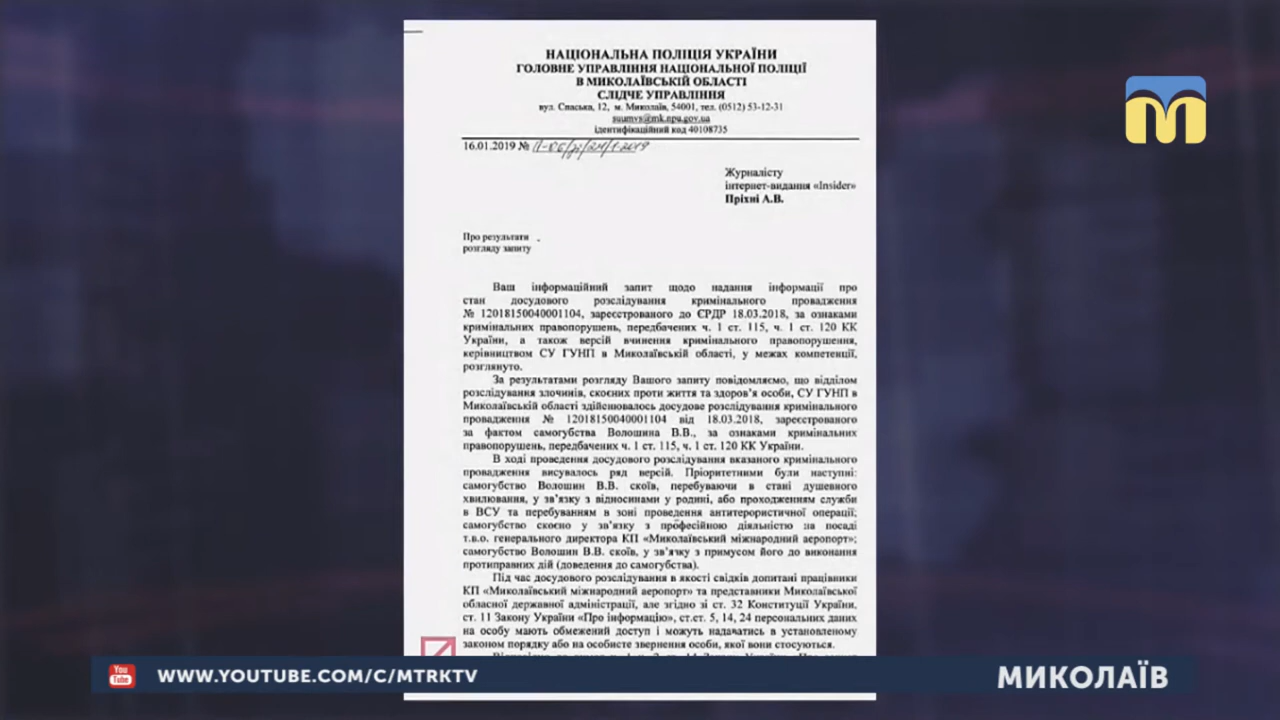 НАЦІОНАЛЬНА ПОЛІЦІЯ УКРАЇНИ
ГОЛОВНЕ УПРАВЛІННЯ НАЦІОНАЛЬНОЇ ПОЛІЦІЇ
В МИКОЛАЇВСЬКІЙ ОБЛАСТІ
СЛІДЧЕ УПРАВЛІННЯ
вул. Спаська, 12, м. Миколаїв, 54001, тел. (0512) 53-12-31
suumvs@mk.npu.gov.ua
ідентифікаційний код 40108735
16.01.2019 №
Журналісту
інтернет-видання «Insider»
Пріхні А.В.
Про результати
розгляду запиту
Ваш інформаційний запит щодо надання інформації про
стан досудового розслідування кримінального провадження
№ 12018150040001104, зареєстрованого до ЄРДР 18.03.2018, за ознаками
кримінальних правопорушень, передбачених ч. 1 ст. 115, ч. 1 ст. 120 КК
України, а також версій вчинення кримінального правопорушення,
керівництвом СУ ГУНП в Миколаївській області, у межах компетенції,
розглянуто.
За результатами розгляду Вашого запиту повідомляємо, що відділом
розслідування злочинів, скоєних проти життя та здоров'я особи, СУ ГУНП в
Миколаївській області здійснювалось досудове розслідування кримінального
провадження № 12018150040001104 від 18.03.2018, зареєстрованого
за фактом самогубства Волошина В.В., за ознаками кримінальних
правопорушень, передбачених ч. 1 ст. 115, ч. 1 ст. 120 КК України.
В ході проведення досудового розслідування вказаного кримінального
провадження висувалось ряд версій. Пріоритетними були наступні:
самогубство Волошин В.В. скоїв, перебуваючи в стані душевного
хвилювання, у зв'язку з відносинами у родині, або проходженням служби
в ВСУ та перебуванням в зоні проведення антитерористичної операції;
самогубство скоєно у зв'язку з професійною діяльністю на посаді
т.в.о. генерального директора КП «Миколаївський міжнародний аеропорт»;
самогубство Волошин В.В. скоїв, у зв'яжку з примусом його до виконання
протиправних дій (доведення до самогубства).
Під час досудового розслідування в якості свідків допитані працівники
КП «Миколаївський міжнародний аеропорт» та представники Миколаївської
обласної державної адміністрації, але згідно зі ст. 32 Конституції України,
ст. 11 Закону України «Про інформацію», ст.ст. 5, 14, 24 персональних даних
на особу мають обмежений доступ і можуть надачатись в установленому
законом порядку або на особисте звернення особи, якої вони стосуються.
You Tube
WWW.YOUTUBE.COM/C/MTRKTV
МИКОЛАЇВ